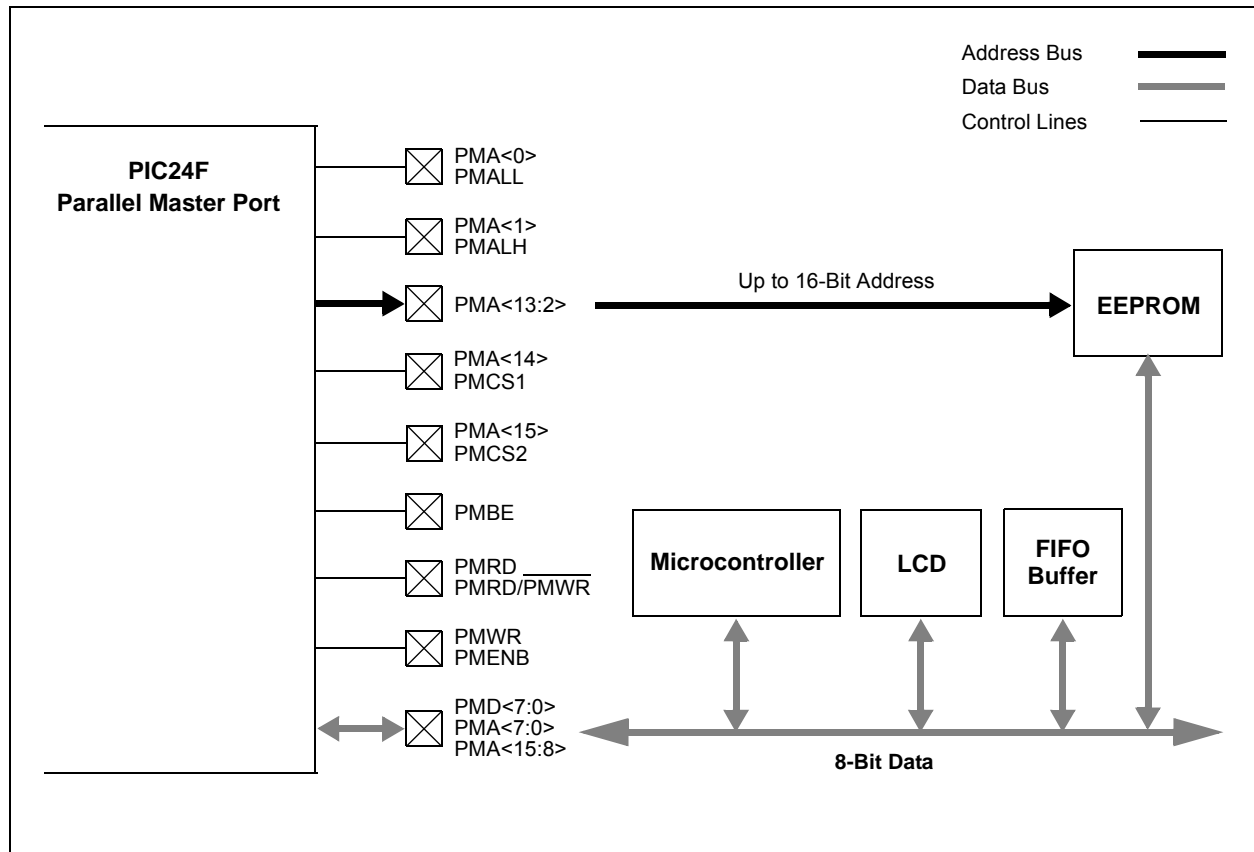 Address Bus
Data Bus
Control Lines
PIC24F
Parallel Master Port
PMA<0>
PMALL
PMA<1>
PMALH
PMA<13:2>
Up to 16-Bit Address
EEPROM
PMA<14>
PMCS1
PMA<15>
PMCS2
PMBE
Microcontroller
LCD
FIFO
Buffer
PMRD
PMRD/P̅M̅W̅R̅
PMWR
PMENB
PMD<7:0>
PMA<7:0>
PMA<15:8>
8-Bit Data